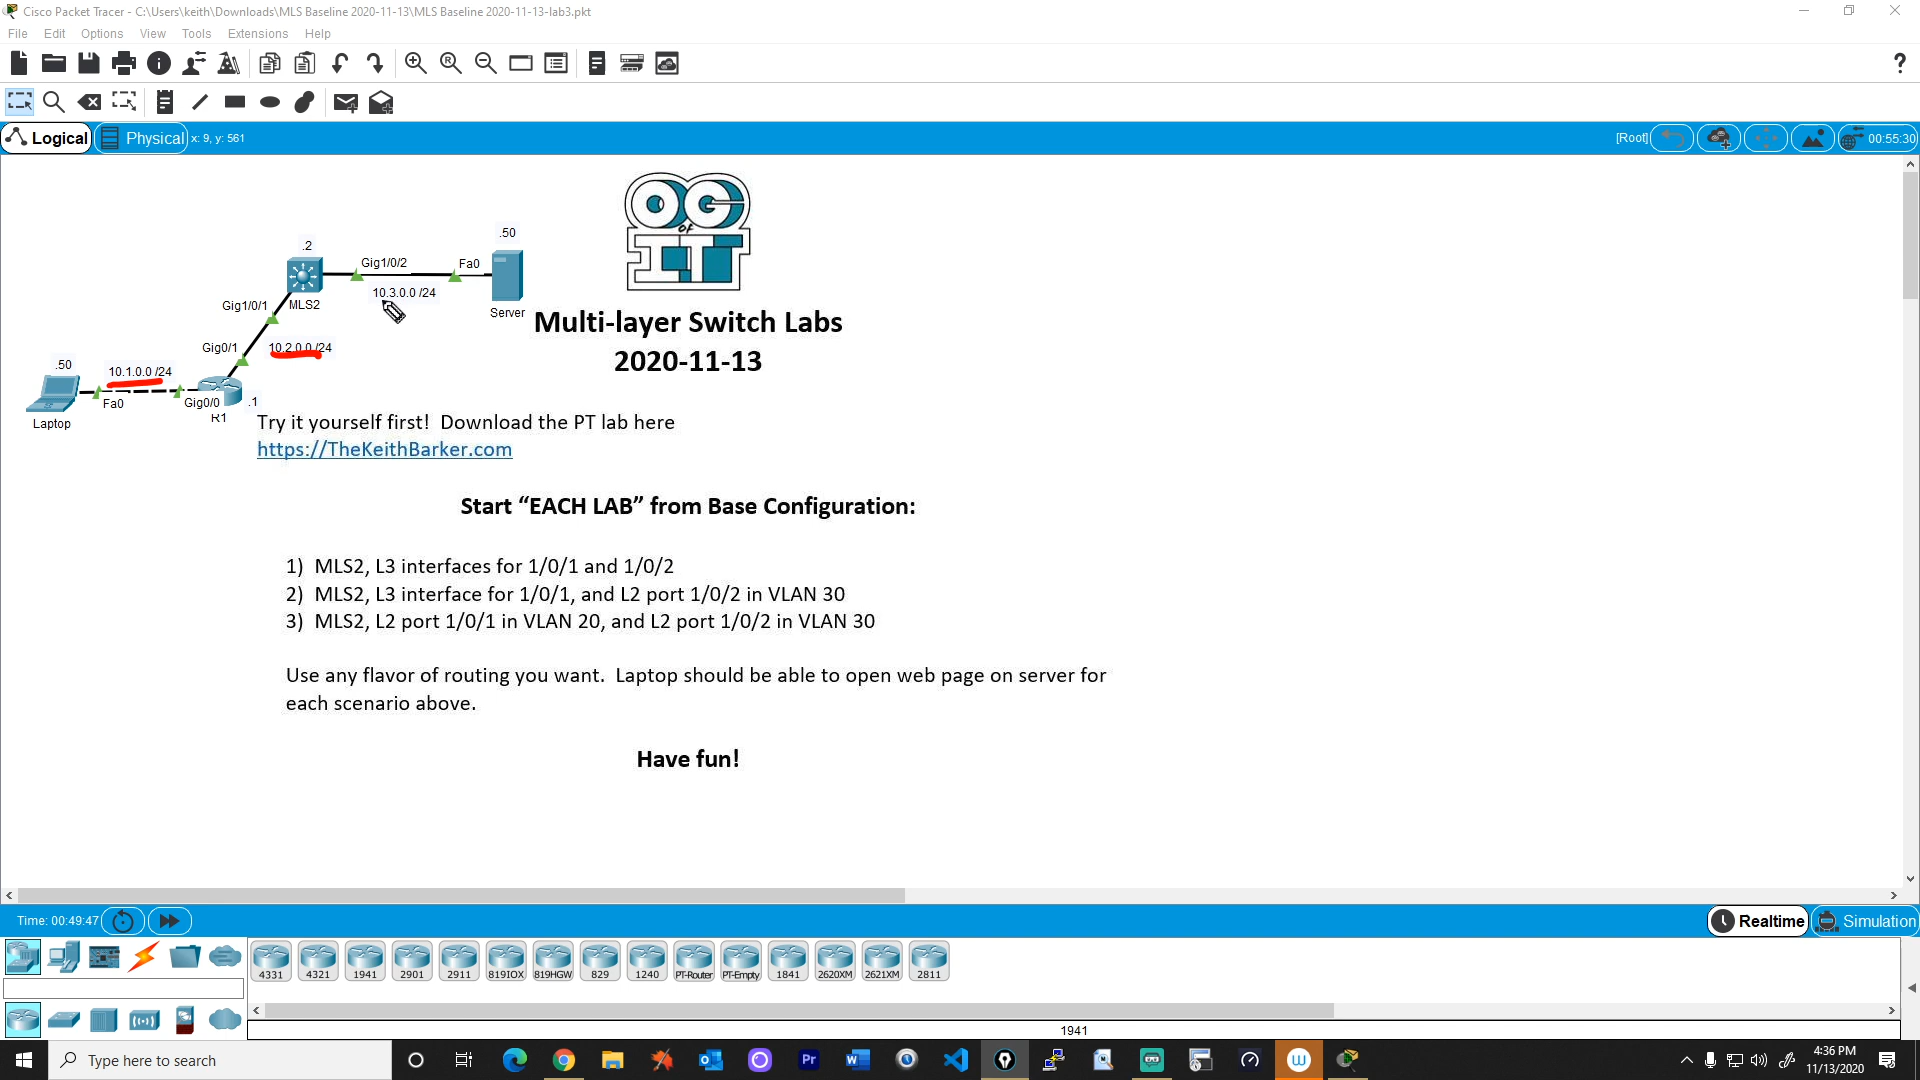 Cisco Packet Tracer - C:\Users\keith\Downloads\MLS Baseline 2020-11-13\MLS Baseline 2020-11-13-lab3.pkt
File Edit Options View Tools Extensions Help
?
Logical Physical x: 9, y: 561 [Root] 00:55:30
OG
OF
IT
.50
.2
Gig1/0/2 Fa0
10.3.0.0 /24
Gig1/0/1 MLS2
Server
Multi-layer Switch Labs
2020-11-13
Gig0/1 10.2.0.0 /24
.50 10.1.0.0 /24
Fa0 Gig0/0 .1
Laptop R1
Try it yourself first!  Download the PT lab here
https://TheKeithBarker.com
Start “EACH LAB” from Base Configuration:
1) MLS2, L3 interfaces for 1/0/1 and 1/0/2
2) MLS2, L3 interface for 1/0/1, and L2 port 1/0/2 in VLAN 30
3) MLS2, L2 port 1/0/1 in VLAN 20, and L2 port 1/0/2 in VLAN 30
Use any flavor of routing you want.  Laptop should be able to open web page on server for
each scenario above.
Have fun!
Time: 00:49:47 Realtime Simulation
4331 4321 1941 2901 2911 819IOX 819HGW 829 1240 PT-Router PT-Empty 1841 2620XM 2621XM 2811
1941
Type here to search
Pr
4:36 PM
11/13/2020